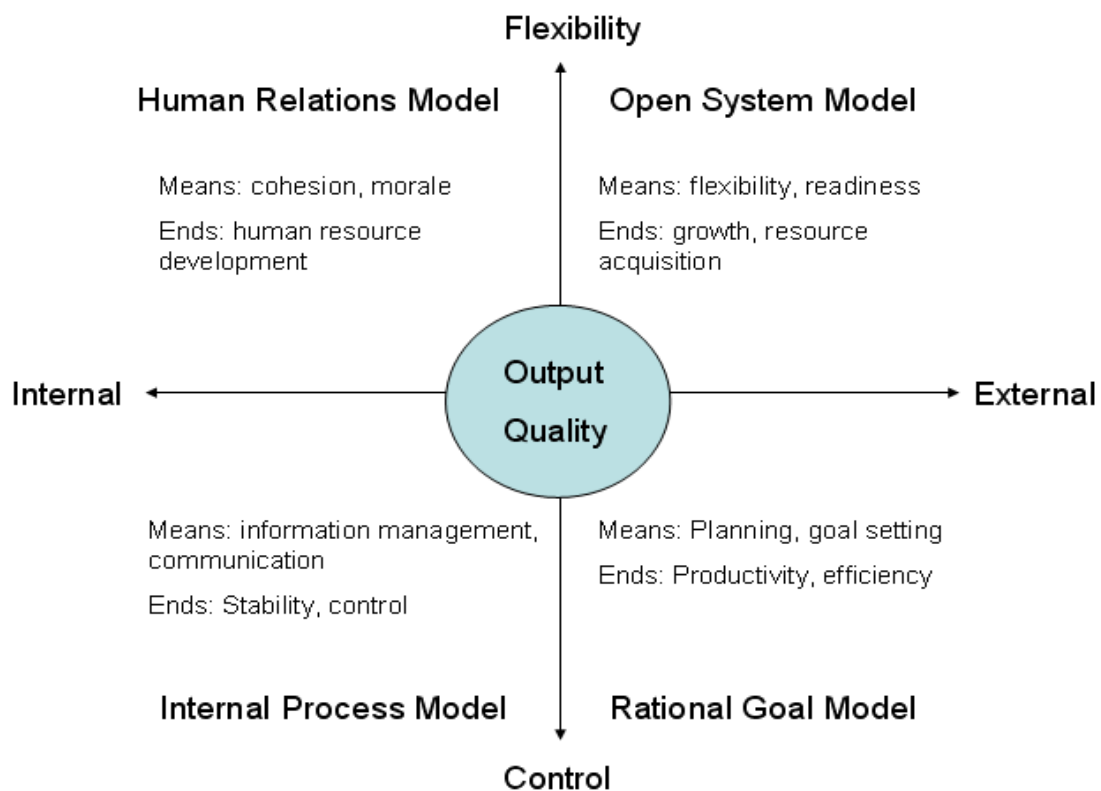 Flexibility
Human Relations Model
Open System Model
Means: cohesion, morale
Ends: human resource
development
Means: flexibility, readiness
Ends: growth, resource
acquisition
Internal
Output
Quality
External
Means: information management,
communication
Ends: Stability, control
Means: Planning, goal setting
Ends: Productivity, efficiency
Internal Process Model
Rational Goal Model
Control